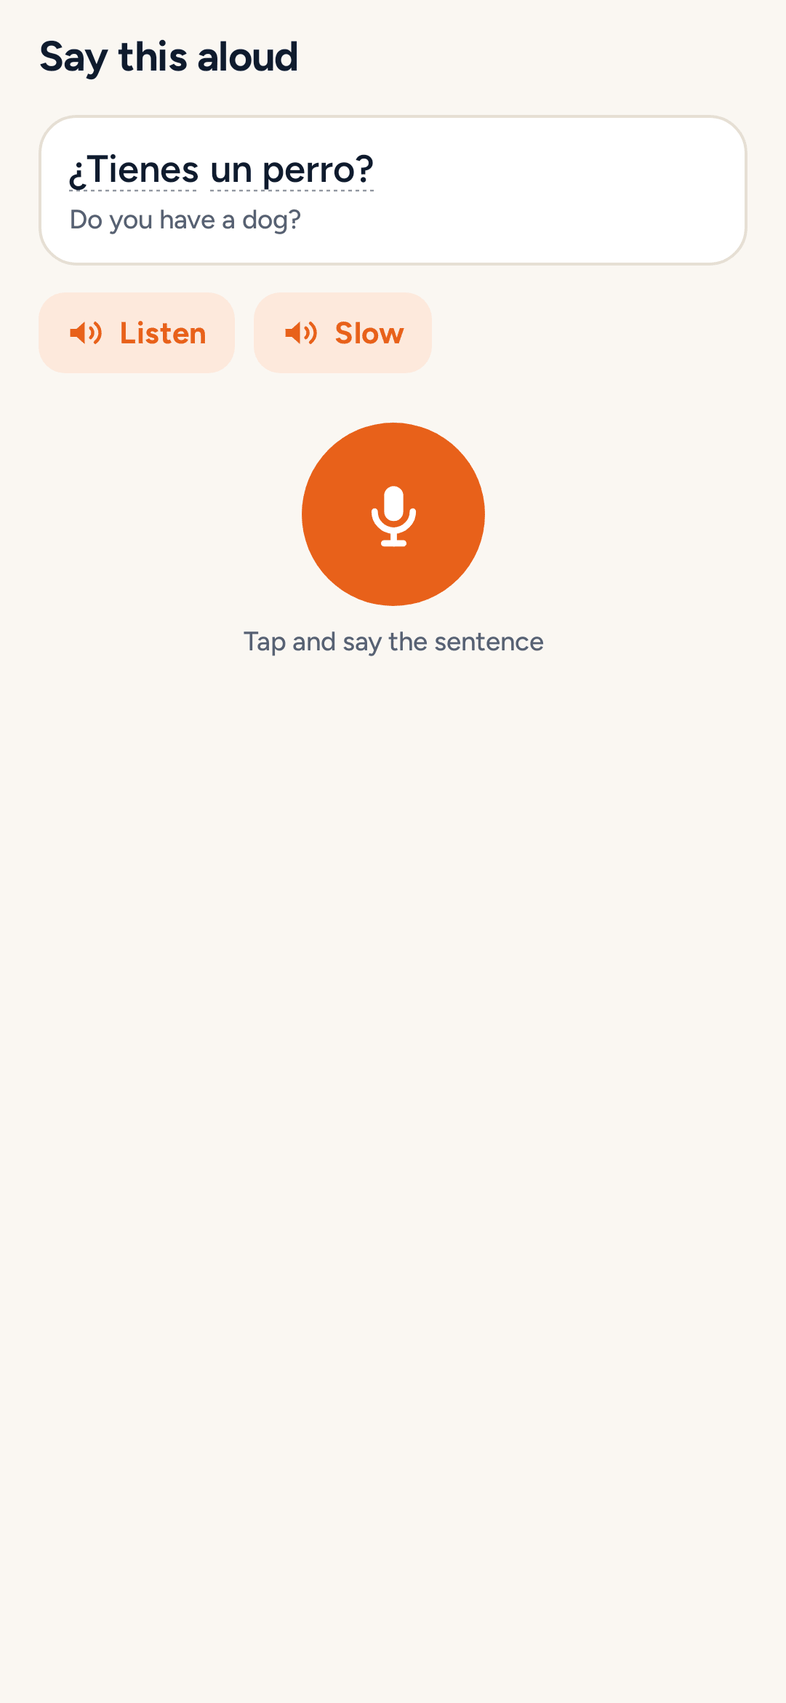 Say this aloud
¿Tienes un perro?
Do you have a dog?
Listen
Slow
Tap and say the sentence